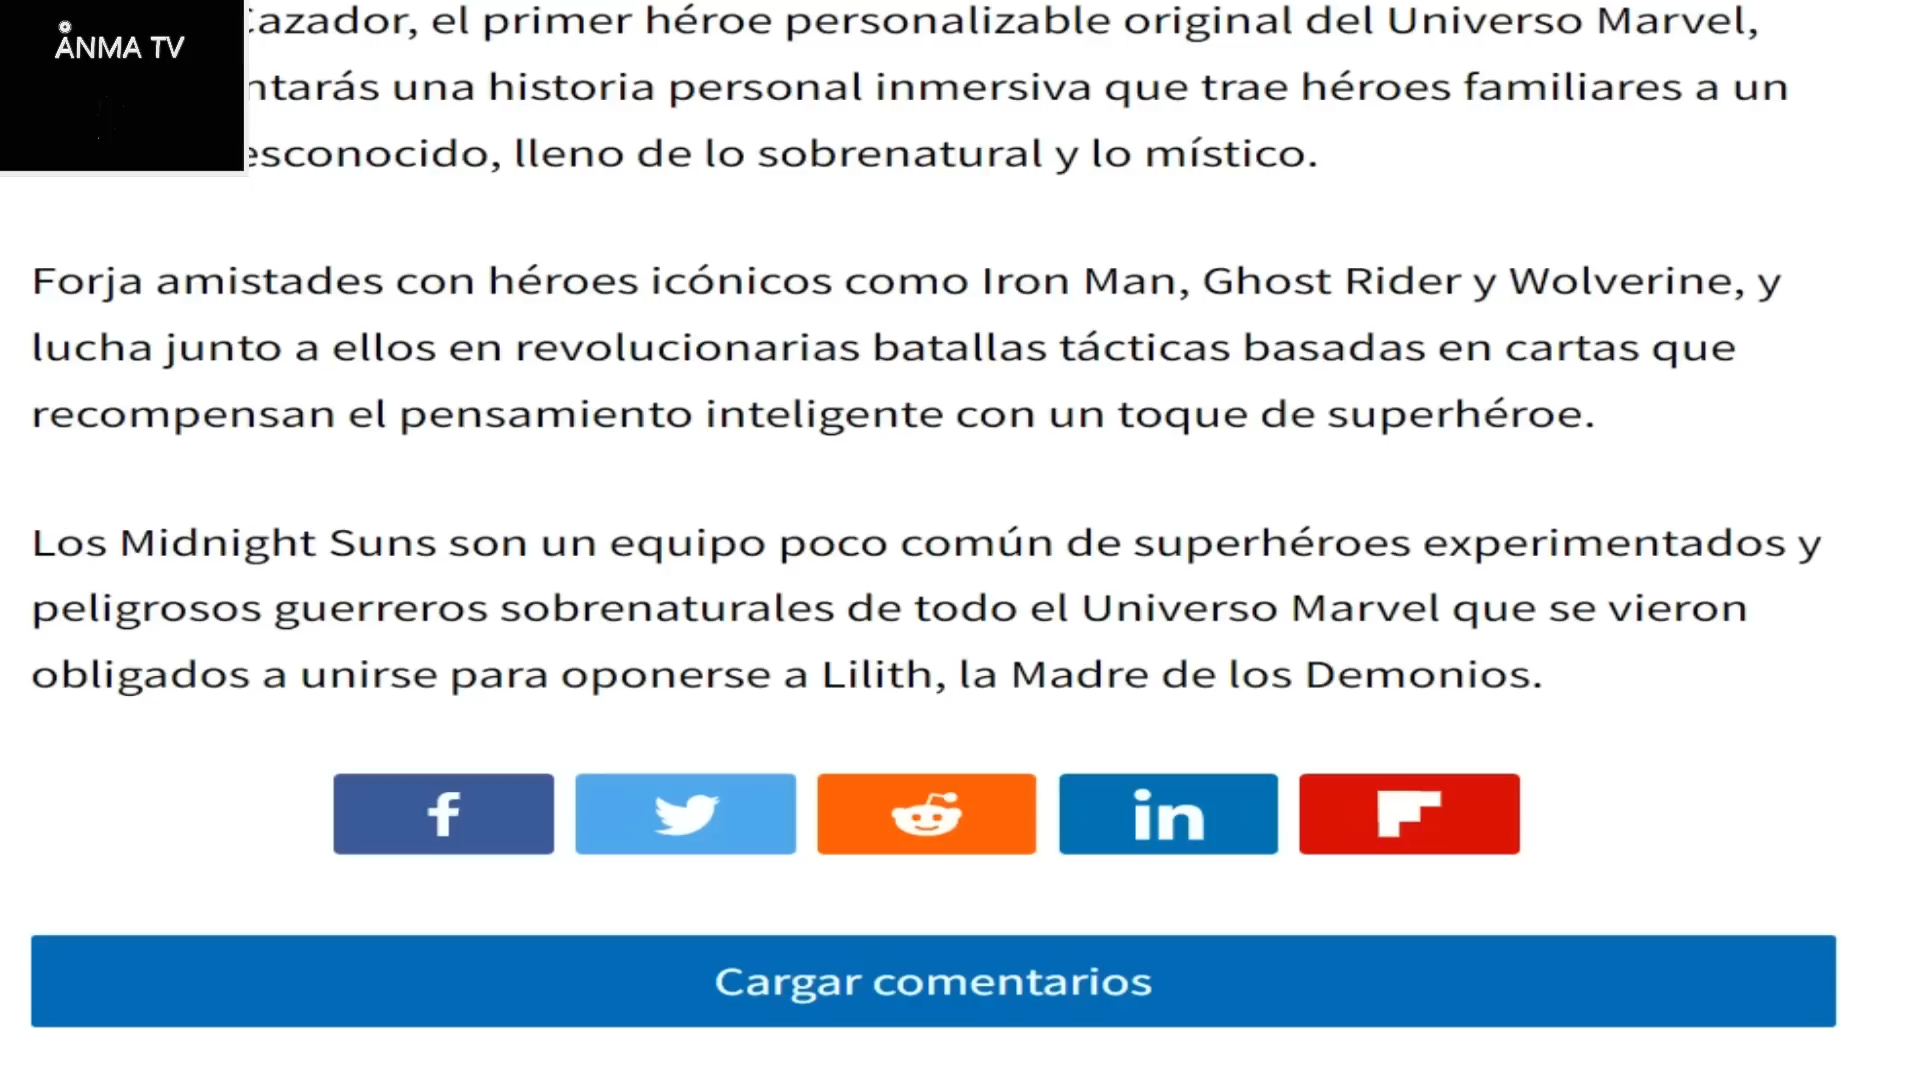 ÅNMA TV
el primer héroe personalizable original del Universo Marvel,
una historia personal inmersiva que trae héroes familiares a un
lleno de lo sobrenatural y lo místico.
Forja amistades con héroes icónicos como Iron Man, Ghost Rider y Wolverine, y
lucha junto a ellos en revolucionarias batallas tácticas basadas en cartas que
recompensan el pensamiento inteligente con un toque de superhéroe.
Los Midnight Suns son un equipo poco común de superhéroes experimentados y
peligrosos guerreros sobrenaturales de todo el Universo Marvel que se vieron
obligados a unirse para oponerse a Lilith, la Madre de los Demonios.
f
in
Cargar comentarios